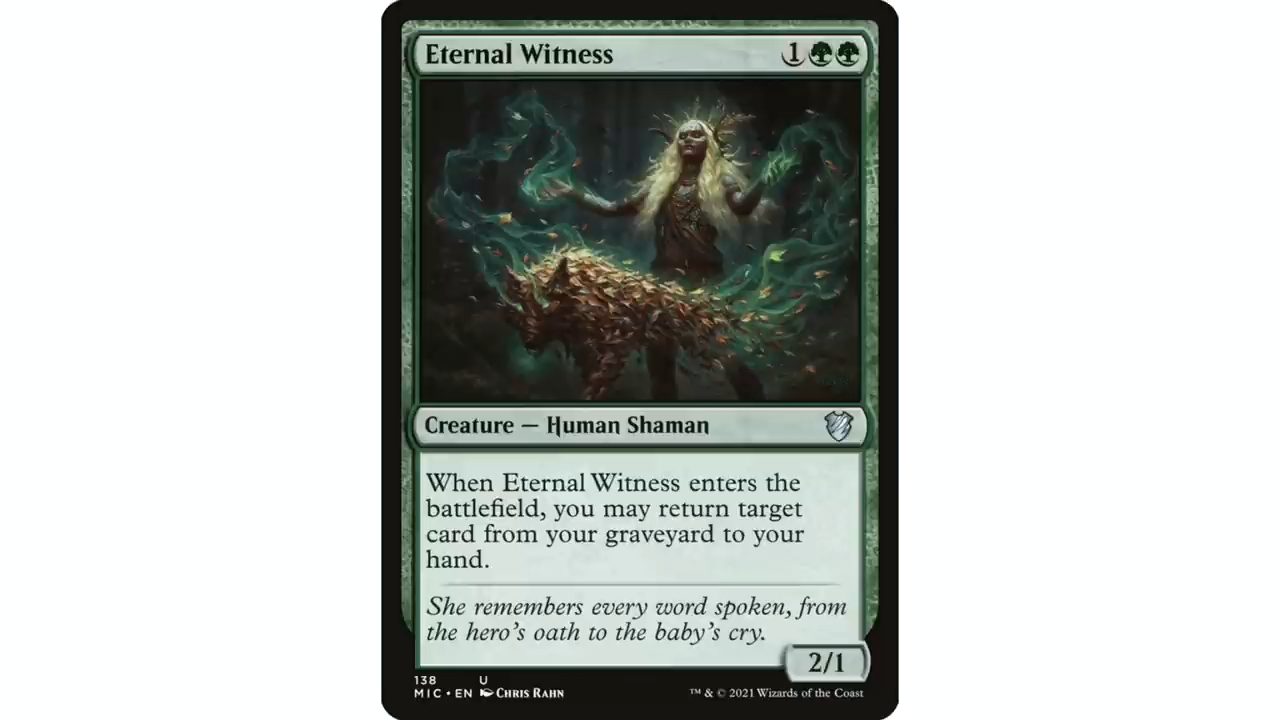 Eternal Witness 1
Creature — Human Shaman
When Eternal Witness enters the
battlefield, you may return target
card from your graveyard to your
hand.
She remembers every word spoken, from
the hero's oath to the baby's cry.
2/1
138 U
MIC • EN Chris Rahn
™ & © 2021 Wizards of the Coast